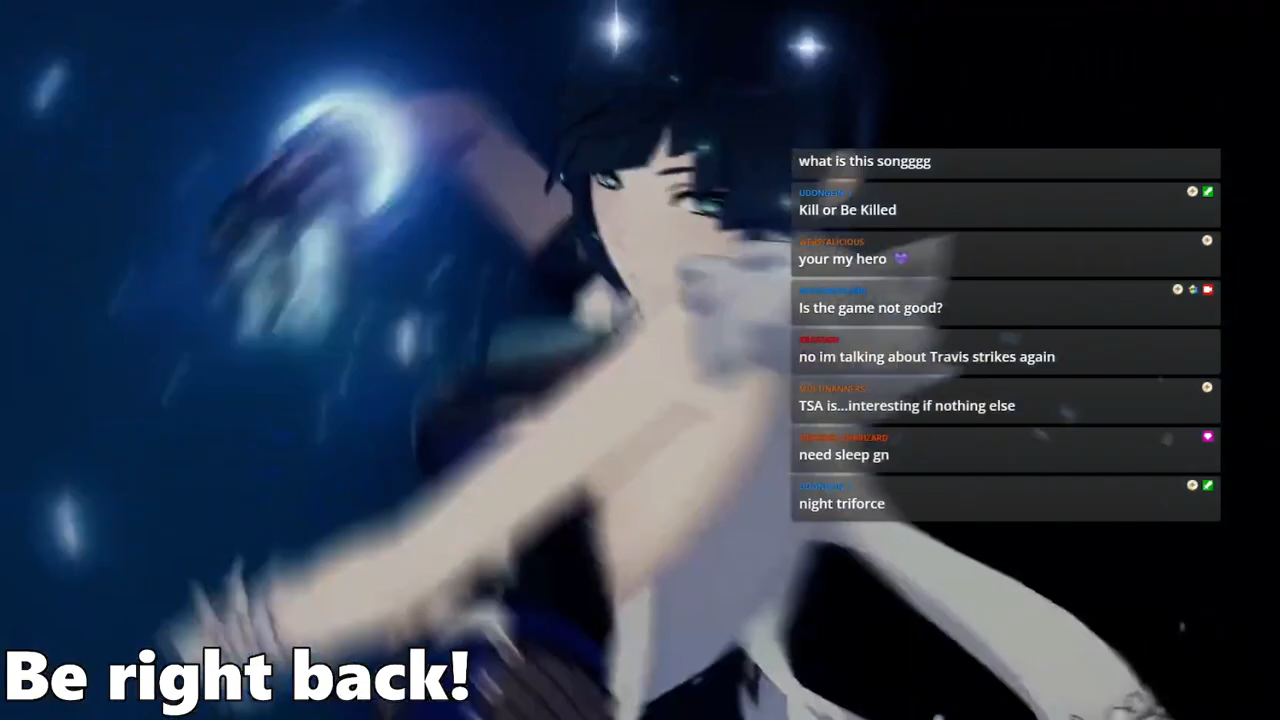 what is this songggg
UDONGEIN
Kill or Be Killed
your my hero
Is the game not good?
no im talking about Travis strikes again
TSA is...interesting if nothing else
need sleep gn
night triforce
Be right back!